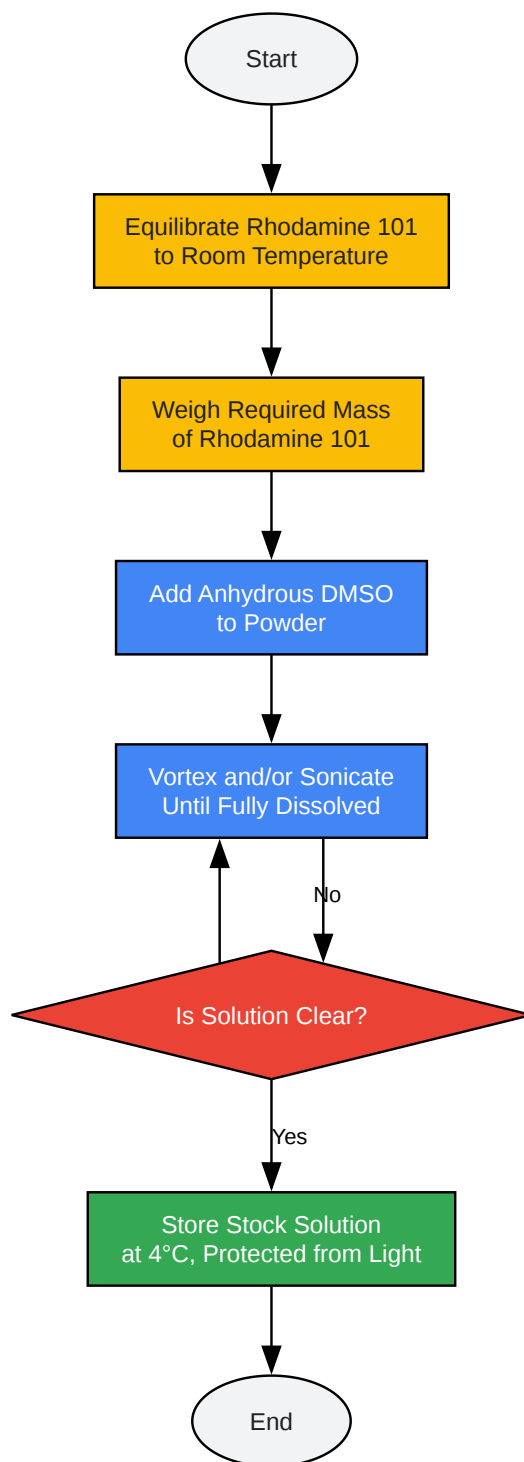 Start
Equilibrate Rhodamine 101
to Room Temperature
Weigh Required Mass
of Rhodamine 101
Add Anhydrous DMSO
to Powder
Vortex and/or Sonicate
Until Fully Dissolved
No
Is Solution Clear?
Yes
Store Stock Solution
at 4°C, Protected from Light
End